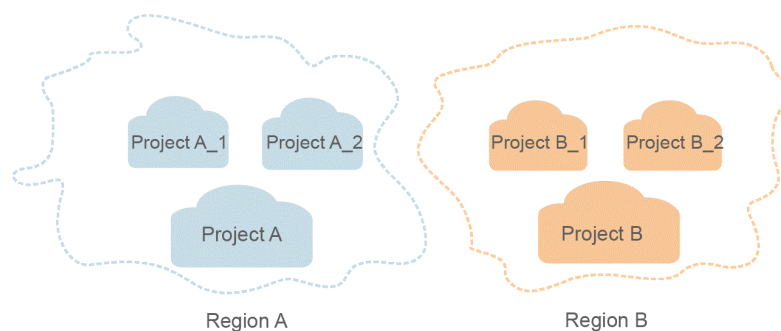 Project A_1
Project A_2
Project A
Region A
Project B_1
Project B_2
Project B
Region B